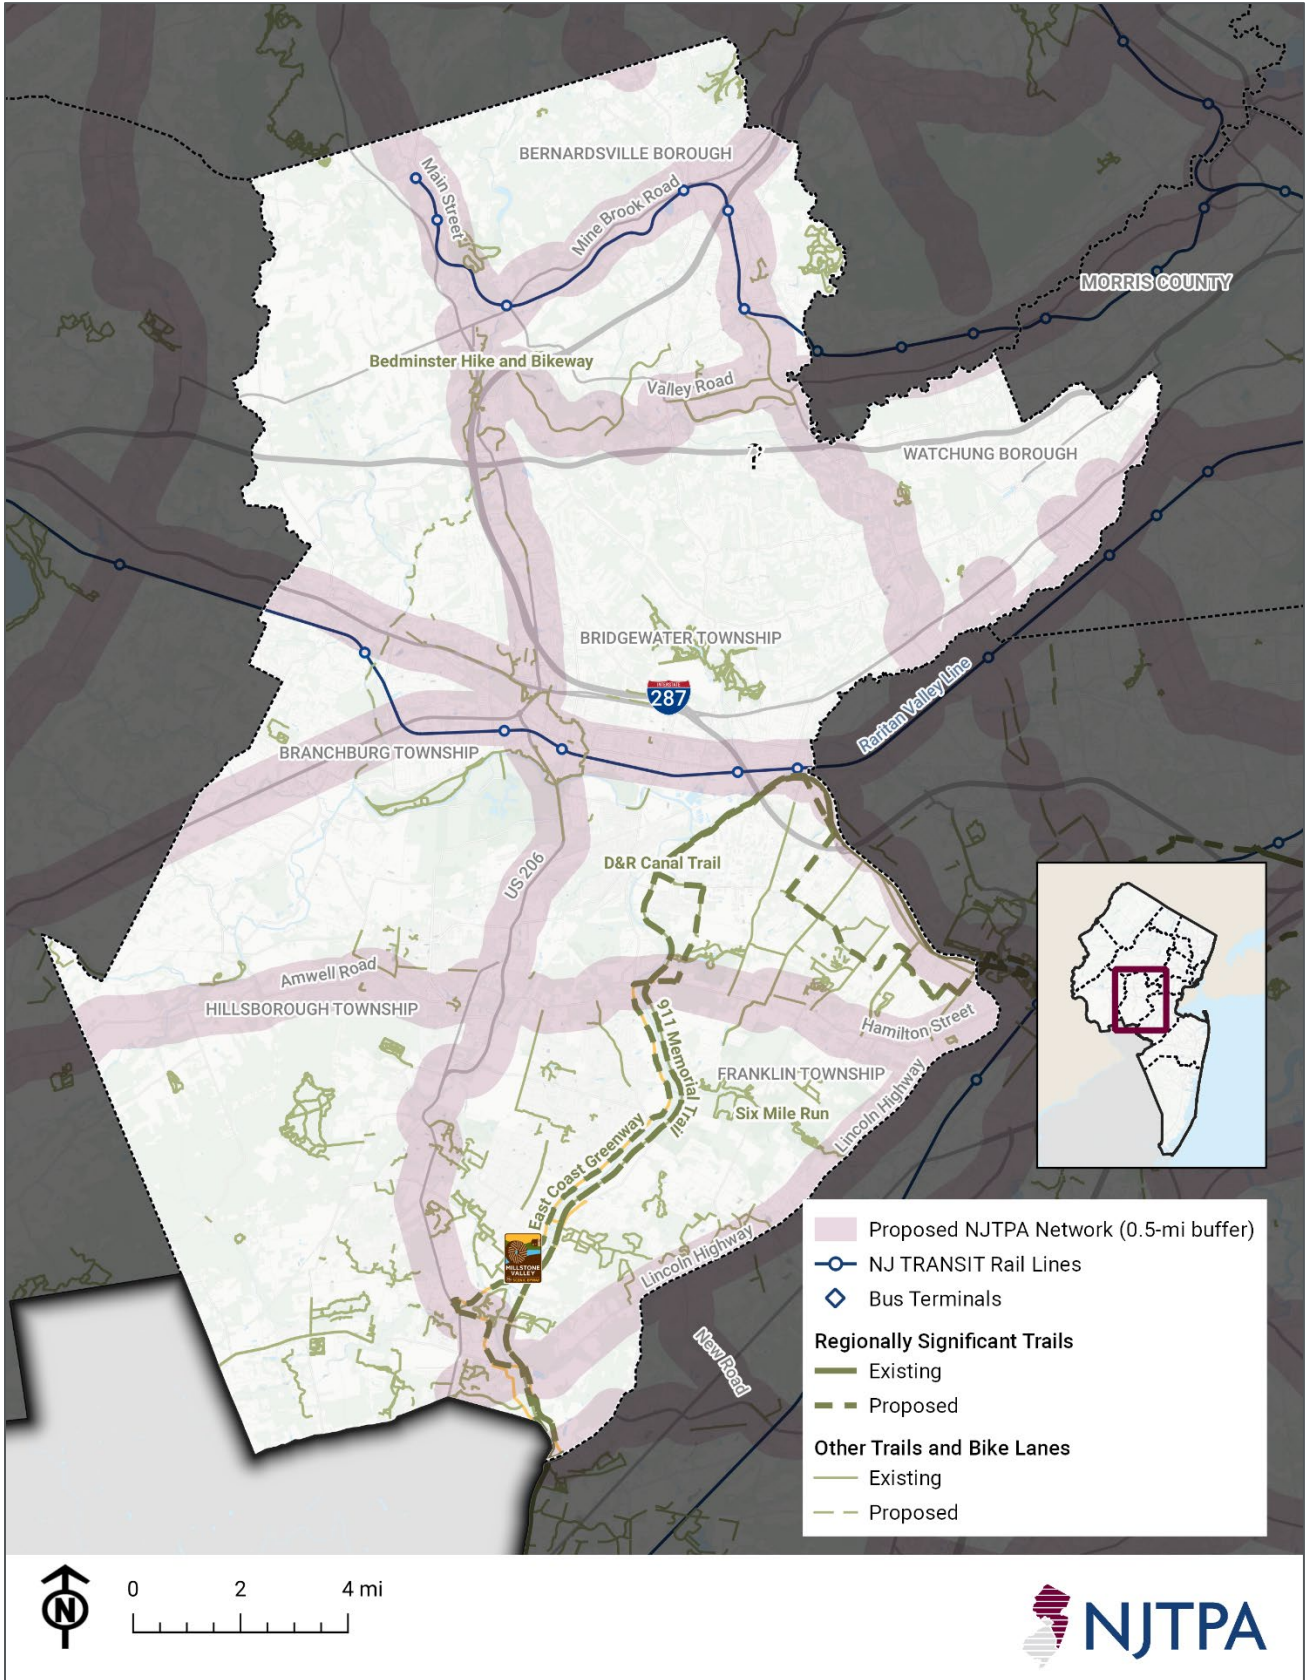 BERNARDSVILLE BOROUGH
Main Street
Mine Brook Road
MORRIS COUNTY
Bedminster Hike and Bikeway
Valley Road
WATCHUNG BOROUGH
?
BRIDGEWATER TOWNSHIP
INTERSTATE
287
Raritan Valley Line
BRANCHBURG TOWNSHIP
US 206
D&R Canal Trail
Amwell Road
HILLSBOROUGH TOWNSHIP
911 Memorial Trail
Hamilton Street
FRANKLIN TOWNSHIP
Six Mile Run
Lincoln Highway
East Coast Greenway
MILLSTONE
VALLEY
Lincoln Highway
New Road
Proposed NJTPA Network (0.5-mi buffer)
NJ TRANSIT Rail Lines
Bus Terminals
Regionally Significant Trails
Existing
Proposed
Other Trails and Bike Lanes
Existing
Proposed
N
0 2 4 mi
NJTPA